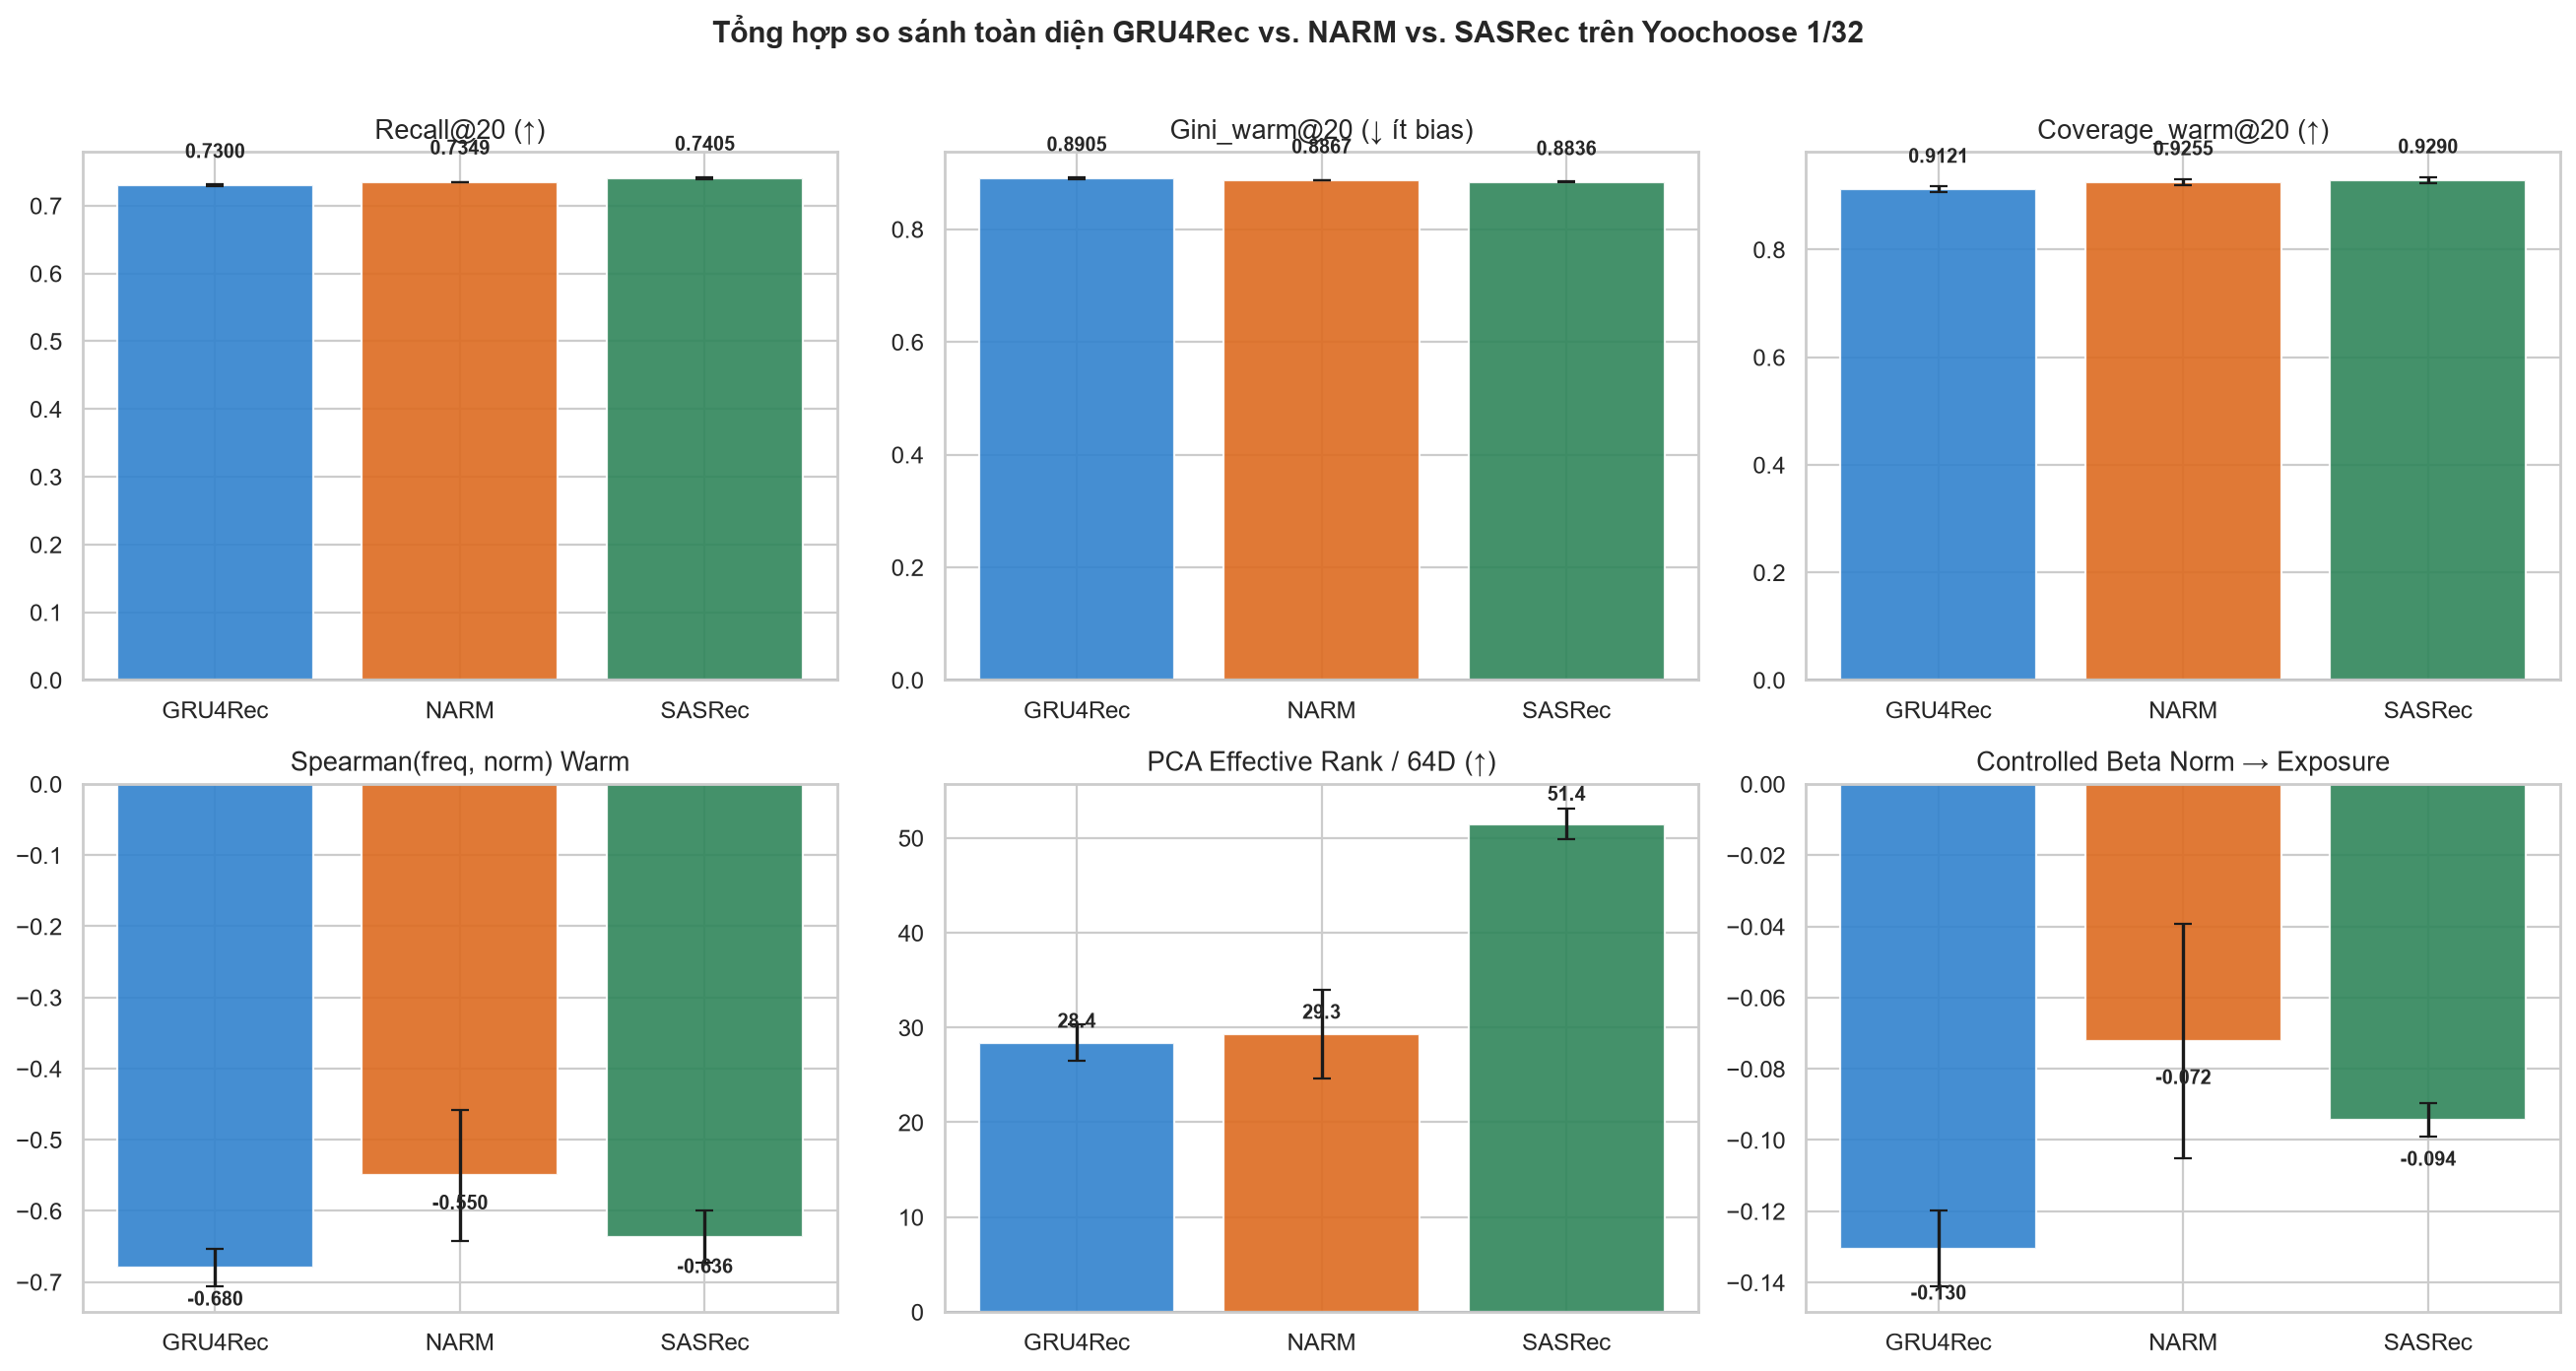 Tổng hợp so sánh toàn diện GRU4Rec vs. NARM vs. SASRec trên Yoochoose 1/32
Recall@20 (↑)
0.7300
0.7349
0.7405
0.7
0.6
0.5
0.4
0.3
0.2
0.1
0.0
GRU4Rec
NARM
SASRec
Gini_warm@20 (↓ ít bias)
0.8905
0.8867
0.8836
0.8
0.6
0.4
0.2
0.0
GRU4Rec
NARM
SASRec
Coverage_warm@20 (↑)
0.9121
0.9255
0.9290
0.8
0.6
0.4
0.2
0.0
GRU4Rec
NARM
SASRec
Spearman(freq, norm) Warm
0.0
−0.1
−0.2
−0.3
−0.4
−0.5
−0.6
−0.7
-0.680
-0.550
-0.636
GRU4Rec
NARM
SASRec
PCA Effective Rank / 64D (↑)
28.4
29.3
51.4
50
40
30
20
10
0
GRU4Rec
NARM
SASRec
Controlled Beta Norm → Exposure
0.00
−0.02
−0.04
−0.06
−0.08
−0.10
−0.12
−0.14
-0.130
-0.072
-0.094
GRU4Rec
NARM
SASRec